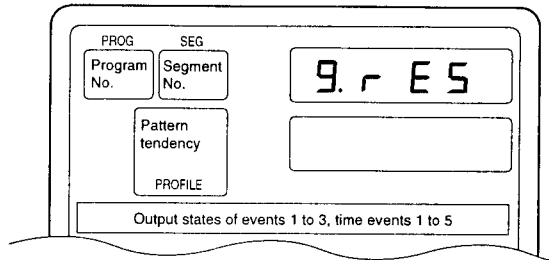 PROG SEG
Program No.
Segment No.
9. r E S
Pattern tendency
PROFILE
Output states of events 1 to 3, time events 1 to 5